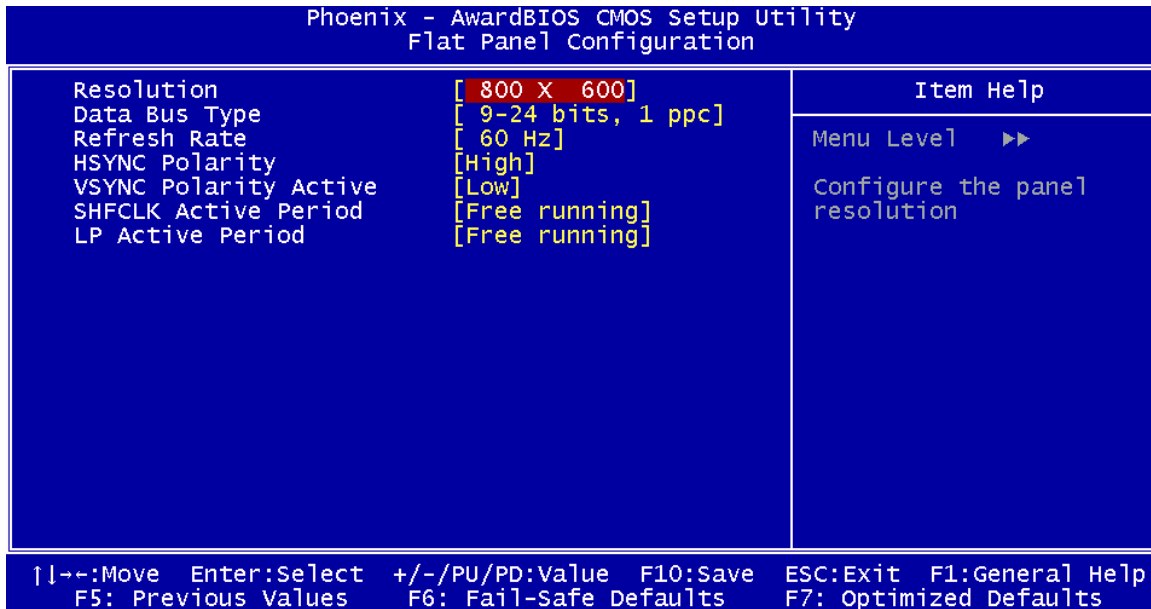 Phoenix - AwardBIOS CMOS Setup Utility
Flat Panel Configuration
Resolution [ 800 X  600]
Data Bus Type [ 9-24 bits, 1 ppc]
Refresh Rate [ 60 Hz]
HSYNC Polarity [High]
VSYNC Polarity Active [Low]
SHFCLK Active Period [Free running]
LP Active Period [Free running]
Item Help
Menu Level ▶▶
Configure the panel
resolution
↑↓→←:Move Enter:Select +/-/PU/PD:Value F10:Save ESC:Exit F1:General Help
F5: Previous Values F6: Fail-Safe Defaults F7: Optimized Defaults